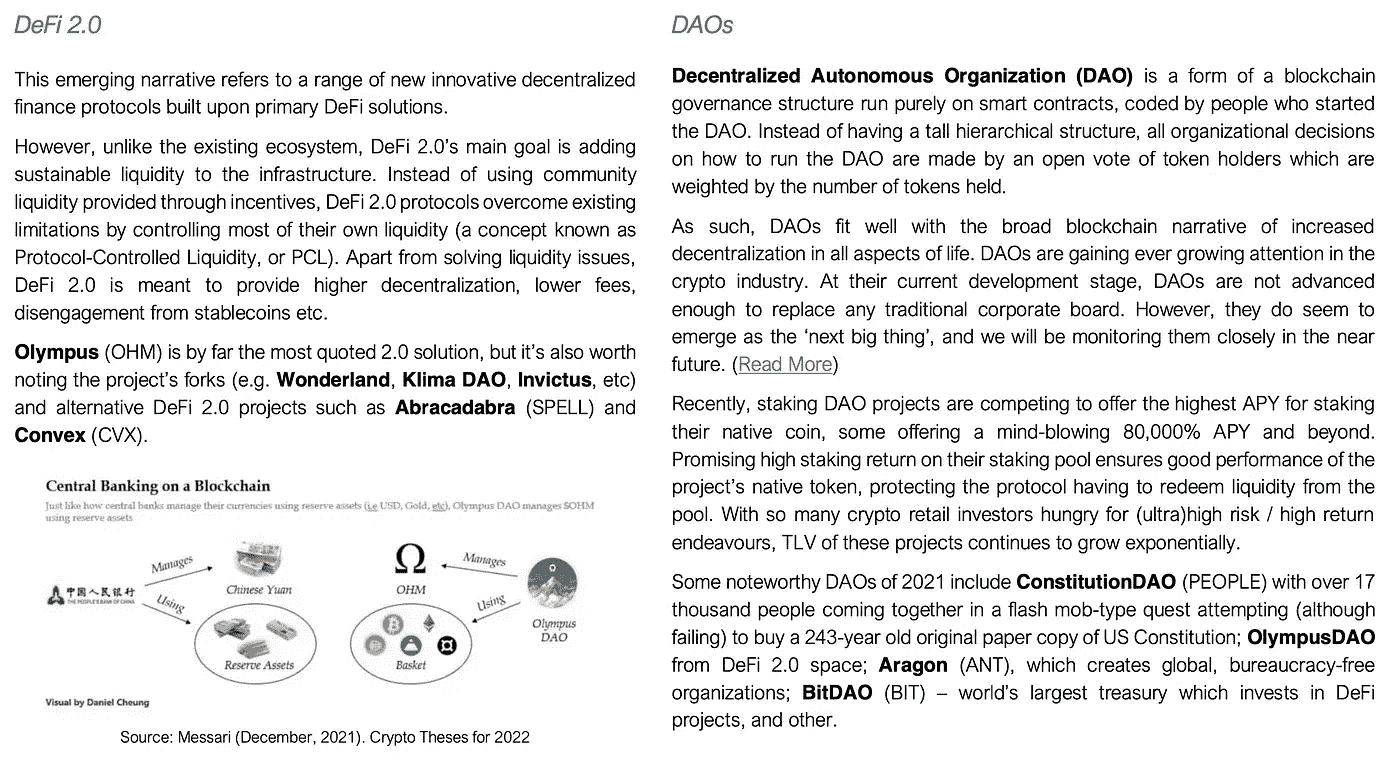 DeFi 2.0
This emerging narrative refers to a range of new innovative decentralized
finance protocols built upon primary DeFi solutions.
However, unlike the existing ecosystem, DeFi 2.0's main goal is adding
sustainable liquidity to the infrastructure. Instead of using community
liquidity provided through incentives, DeFi 2.0 protocols overcome existing
limitations by controlling most of their own liquidity (a concept known as
Protocol-Controlled Liquidity, or PCL). Apart from solving liquidity issues,
DeFi 2.0 is meant to provide higher decentralization, lower fees,
disengagement from stablecoins etc.
Olympus (OHM) is by far the most quoted 2.0 solution, but it's also worth
noting the project's forks (e.g. Wonderland, Klima DAO, Invictus, etc)
and alternative DeFi 2.0 projects such as Abracadabra (SPELL) and
Convex (CVX).
Central Banking on a Blockchain
Just like how central banks manage their currencies using reserve assets (i.e USD, Gold, etc), Olympus DAO manages $OHM
using reserve assets
Manages
Using
中国人民银行
THE PEOPLE'S BANK OF CHINA
Chinese Yuan
Reserve Assets
Ω
OHM
Manages
Using
Basket
Olympus
DAO
Visual by Daniel Cheung
Source: Messari (December, 2021). Crypto Theses for 2022
DAOs
Decentralized Autonomous Organization (DAO) is a form of a blockchain
governance structure run purely on smart contracts, coded by people who started
the DAO. Instead of having a tall hierarchical structure, all organizational decisions
on how to run the DAO are made by an open vote of token holders which are
weighted by the number of tokens held.
As such, DAOs fit well with the broad blockchain narrative of increased
decentralization in all aspects of life. DAOs are gaining ever growing attention in the
crypto industry. At their current development stage, DAOs are not advanced
enough to replace any traditional corporate board. However, they do seem to
emerge as the 'next big thing', and we will be monitoring them closely in the near
future. (Read More)
Recently, staking DAO projects are competing to offer the highest APY for staking
their native coin, some offering a mind-blowing 80,000% APY and beyond.
Promising high staking return on their staking pool ensures good performance of the
project's native token, protecting the protocol having to redeem liquidity from the
pool. With so many crypto retail investors hungry for (ultra)high risk / high return
endeavours, TLV of these projects continues to grow exponentially.
Some noteworthy DAOs of 2021 include ConstitutionDAO (PEOPLE) with over 17
thousand people coming together in a flash mob-type quest attempting (although
failing) to buy a 243-year old original paper copy of US Constitution; OlympusDAO
from DeFi 2.0 space; Aragon (ANT), which creates global, bureaucracy-free
organizations; BitDAO (BIT) – world's largest treasury which invests in DeFi
projects, and other.